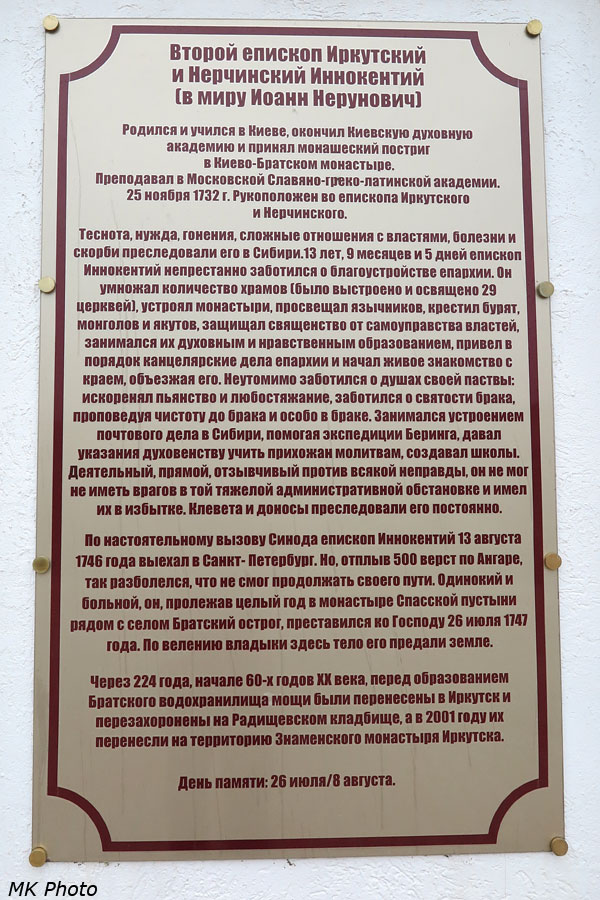 Второй епископ Иркутский
и Нерчинский Иннокентий
(в миру Иоанн Нерунович)
Родился и учился в Киеве, окончил Киевскую духовную
академию и принял монашеский постриг
в Киево-Братском монастыре.
Преподавал в Московской Славяно-греко-латинской академии.
25 ноября 1732 г. Рукоположен во епископа Иркутского
и Нерчинского.
Теснота, нужда, гонения, сложные отношения с властями, болезни и
скорби преследовали его в Сибири.13 лет, 9 месяцев и 5 дней епископ
Иннокентий непрестанно заботился о благоустройстве епархии. Он
умножал количество храмов (было выстроено и освящено 29
церквей), устроял монастыри, просвещал язычников, крестил бурят,
монголов и якутов, защищал священство от самоуправства властей,
занимался их духовным и нравственным образованием, привел в
порядок канцелярские дела епархии и начал живое знакомство с
краем, объезжая его. Неутомимо заботился о душах своей паствы:
искоренял пьянство и любостяжание, заботился о святости брака,
проповедуя чистоту до брака и особо в браке. Занимался устроением
почтового дела в Сибири, помогая экспедиции Беринга, давал
указания духовенству учить прихожан молитвам, создавал школы.
Деятельный, прямой, отзывчивый против всякой неправды, он не мог
не иметь врагов в той тяжелой административной обстановке и имел
их в избытке. Клевета и доносы преследовали его постоянно.
По настоятельному вызову Синода епископ Иннокентий 13 августа
1746 года выехал в Санкт- Петербург. Но, отплыв 500 верст по Ангаре,
так разболелся, что не смог продолжать своего пути. Одинокий и
больной, он, пролежав целый год в монастыре Спасской пустыни
рядом с селом Братский острог, преставился ко Господу 26 июля 1747
года. По велению владыки здесь тело его предали земле.
Через 224 года, начале 60-х годов XX века, перед образованием
Братского водохранилища мощи были перенесены в Иркутск и
перезахоронены на Радищевском кладбище, а в 2001 году их
перенесли на территорию Знаменского монастыря Иркутска.
День памяти: 26 июля/8 августа.
MK Photo